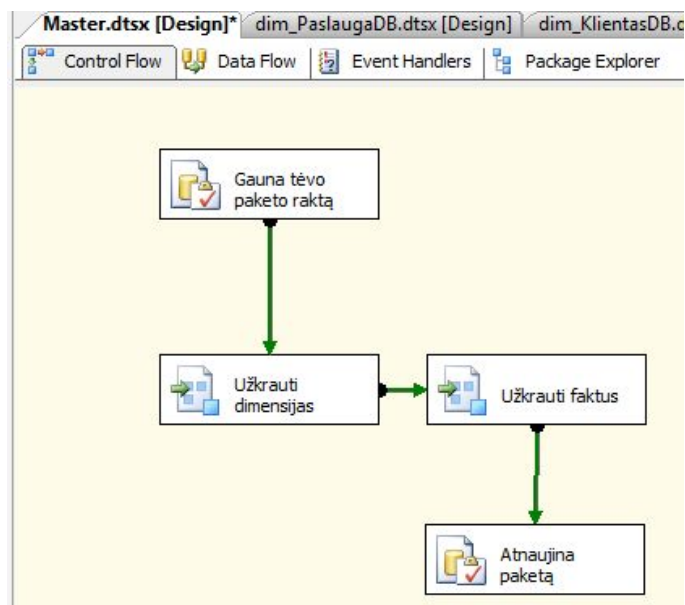 Master.dtsx [Design]* dim_PaslaugaDB.dtsx [Design] dim_KlientasDB.d
Control Flow Data Flow Event Handlers Package Explorer
Gauna tėvo
paketo raktą
Užkrauti
dimensijas
Užkrauti faktus
Atnaujina
paketą